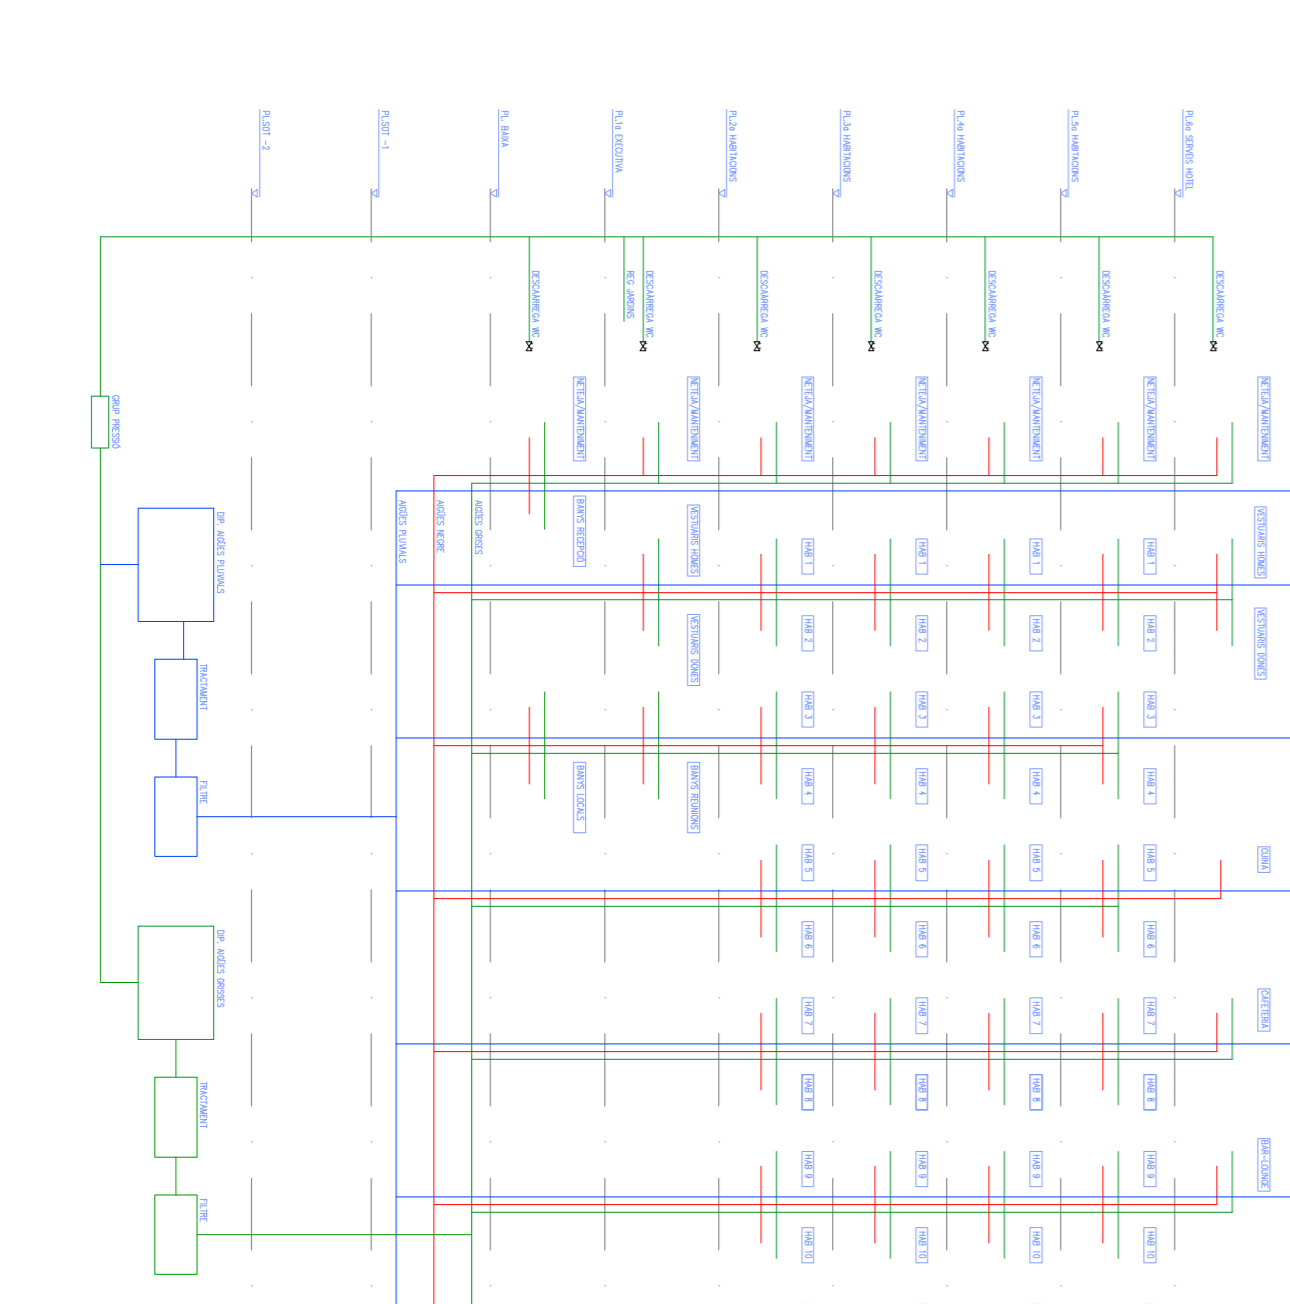 PL.6a SERVEIS HOTEL
PL.5a HABITACIONS
PL.4a HABITACIONS
PL.3a HABITACIONS
PL.2a HABITACIONS
PL.1a EXECUTIVA
PL. BAIXA
PL.SOT -1
PL.SOT -2
DESCAÀRREGA WC
DESCAÀRREGA WC
DESCAÀRREGA WC
DESCAÀRREGA WC
DESCAÀRREGA WC
DESCAÀRREGA WC
REG JARDINS
DESCAÀRREGA WC
GRUP PRESSIÓ
NETEJA/MANTENIMENT
NETEJA/MANTENIMENT
NETEJA/MANTENIMENT
NETEJA/MANTENIMENT
NETEJA/MANTENIMENT
NETEJA/MANTENIMENT
NETEJA/MANTENIMENT
VESTUARIS HOMES
VESTUARIS DONES
CUINA
CAFETERIA
BAR-LOUNGE
HAB 1
HAB 2
HAB 3
HAB 4
HAB 5
HAB 6
HAB 7
HAB 8
HAB 9
HAB 10
HAB 1
HAB 2
HAB 3
HAB 4
HAB 5
HAB 6
HAB 7
HAB 8
HAB 9
HAB 10
HAB 1
HAB 2
HAB 3
HAB 4
HAB 5
HAB 6
HAB 7
HAB 8
HAB 9
HAB 10
HAB 1
HAB 2
HAB 3
HAB 4
HAB 5
HAB 6
HAB 7
HAB 8
HAB 9
HAB 10
VESTUARIS HOMES
VESTUARIS DONES
BANYS REUNIONS
BANYS RECEPCIÓ
BANYS LOCALS
AIGÜES GRISES
AIGÜES NEGRE
AIGÜES PLUVIALS
DIP. AIGÜES PLUVIALS
TRACTAMENT
FILTRE
DIP. AIGÜES GRISSES
TRACTAMENT
FILTRE